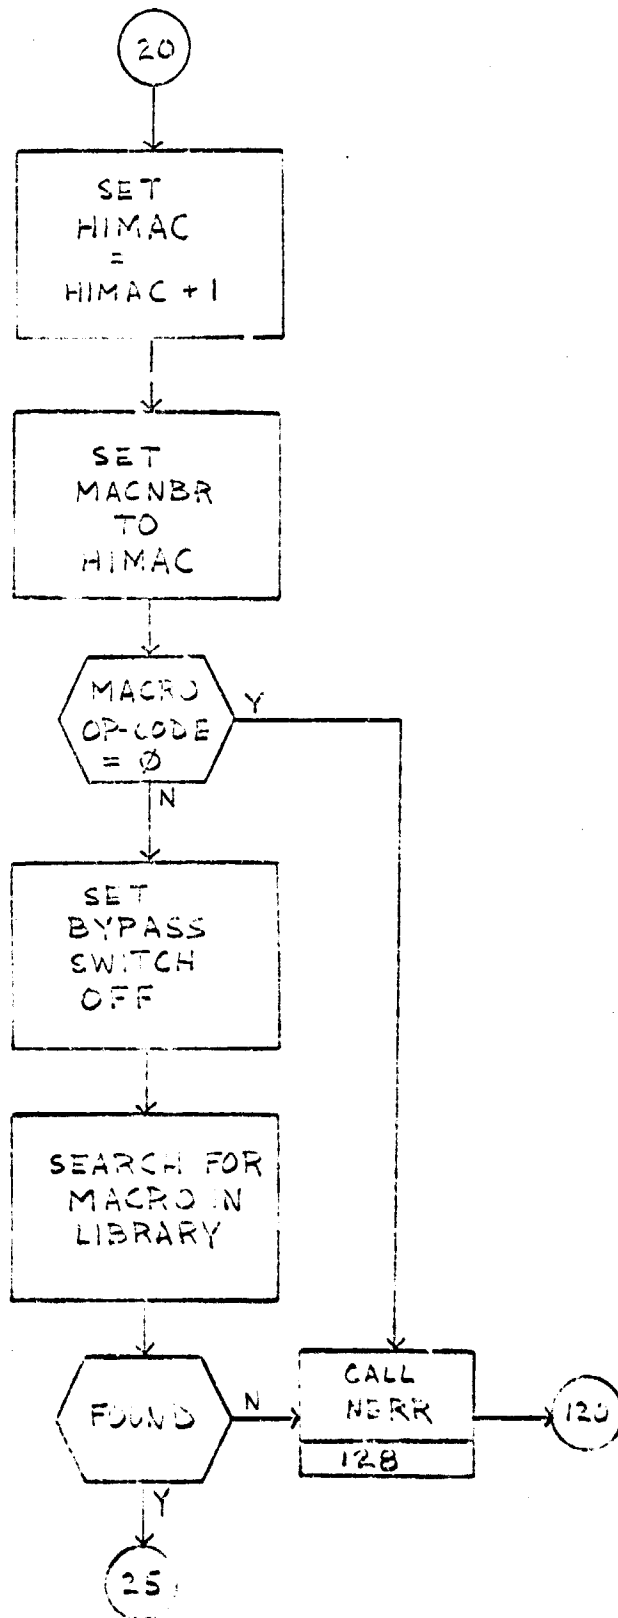 20
SET
HIMAC
=
HIMAC + 1
SET
MACNBR
TO
HIMAC
MACRO
OP-CODE
= Ø
Y
N
SET
BYPASS
SWITCH
OFF
SEARCH FOR
MACRO IN
LIBRARY
FOUND
N
CALL
NERR
128
120
Y
25